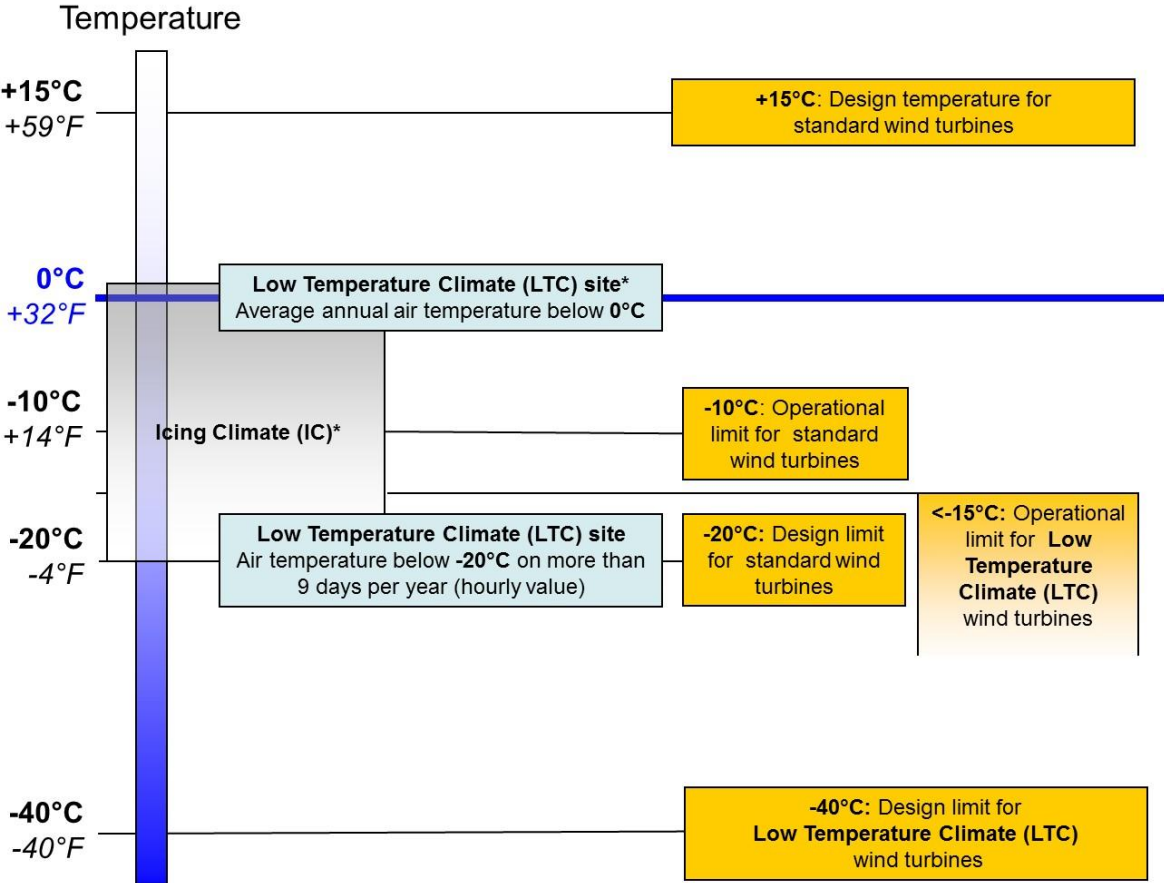 Temperature
+15°C
+59°F
+15°C: Design temperature for
standard wind turbines
0°C
+32°F
Low Temperature Climate (LTC) site*
Average annual air temperature below 0°C
-10°C
+14°F
Icing Climate (IC)*
-10°C: Operational
limit for standard
wind turbines
-20°C
-4°F
Low Temperature Climate (LTC) site
Air temperature below -20°C on more than
9 days per year (hourly value)
-20°C: Design limit
for standard wind
turbines
<-15°C: Operational
limit for Low
Temperature
Climate (LTC)
wind turbines
-40°C
-40°F
-40°C: Design limit for
Low Temperature Climate (LTC)
wind turbines